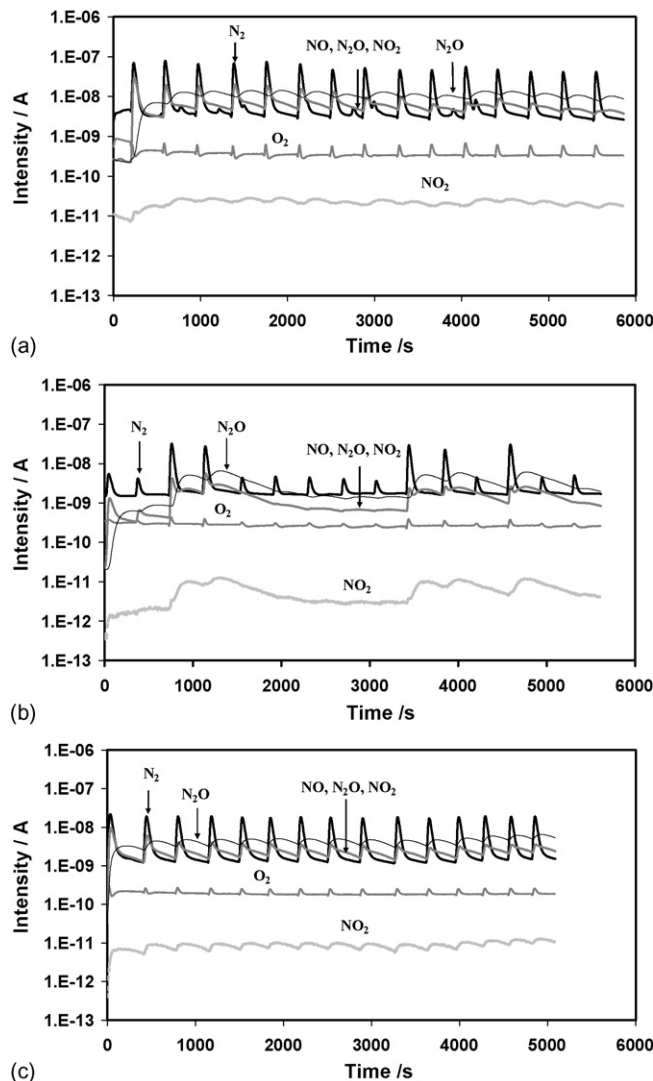 1.E-06
N₂
NO, N₂O, NO₂
N₂O
1.E-07
1.E-08
1.E-09
O₂
1.E-10
NO₂
1.E-11
1.E-12
1.E-13
Intensity / A
0 1000 2000 3000 4000 5000 6000
Time /s
(a)
1.E-06
N₂
N₂O
1.E-07
NO, N₂O, NO₂
1.E-08
1.E-09
O₂
1.E-10
1.E-11
NO₂
1.E-12
1.E-13
Intensity / A
0 1000 2000 3000 4000 5000 6000
Time /s
(b)
1.E-06
N₂
N₂O
NO, N₂O, NO₂
1.E-07
1.E-08
1.E-09
O₂
1.E-10
NO₂
1.E-11
1.E-12
1.E-13
Intensity / A
0 1000 2000 3000 4000 5000 6000
Time /s
(c)